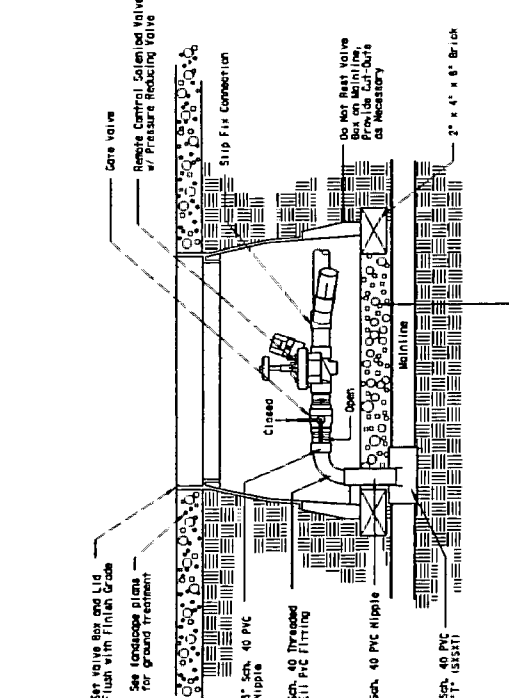 Gate Valve
Remote Control Solenoid Valve
w/ Pressure Reducing Valve
Slip Fix Connection
Do Not Rest Valve
Box on Mainline,
Provide Cut-Outs
as Necessary
2" x 4" x 8" Brick
Closed
Open
Mainline
Set Valve Box and Lid
Flush with Finish Grade
See landscape plans
for ground treatment
3" Sch. 40 PVC
Nipple
Sch. 40 Threaded
PVC Fitting
Sch. 40 PVC Nipple
Sch. 40 PVC
"T" (SxSxT)